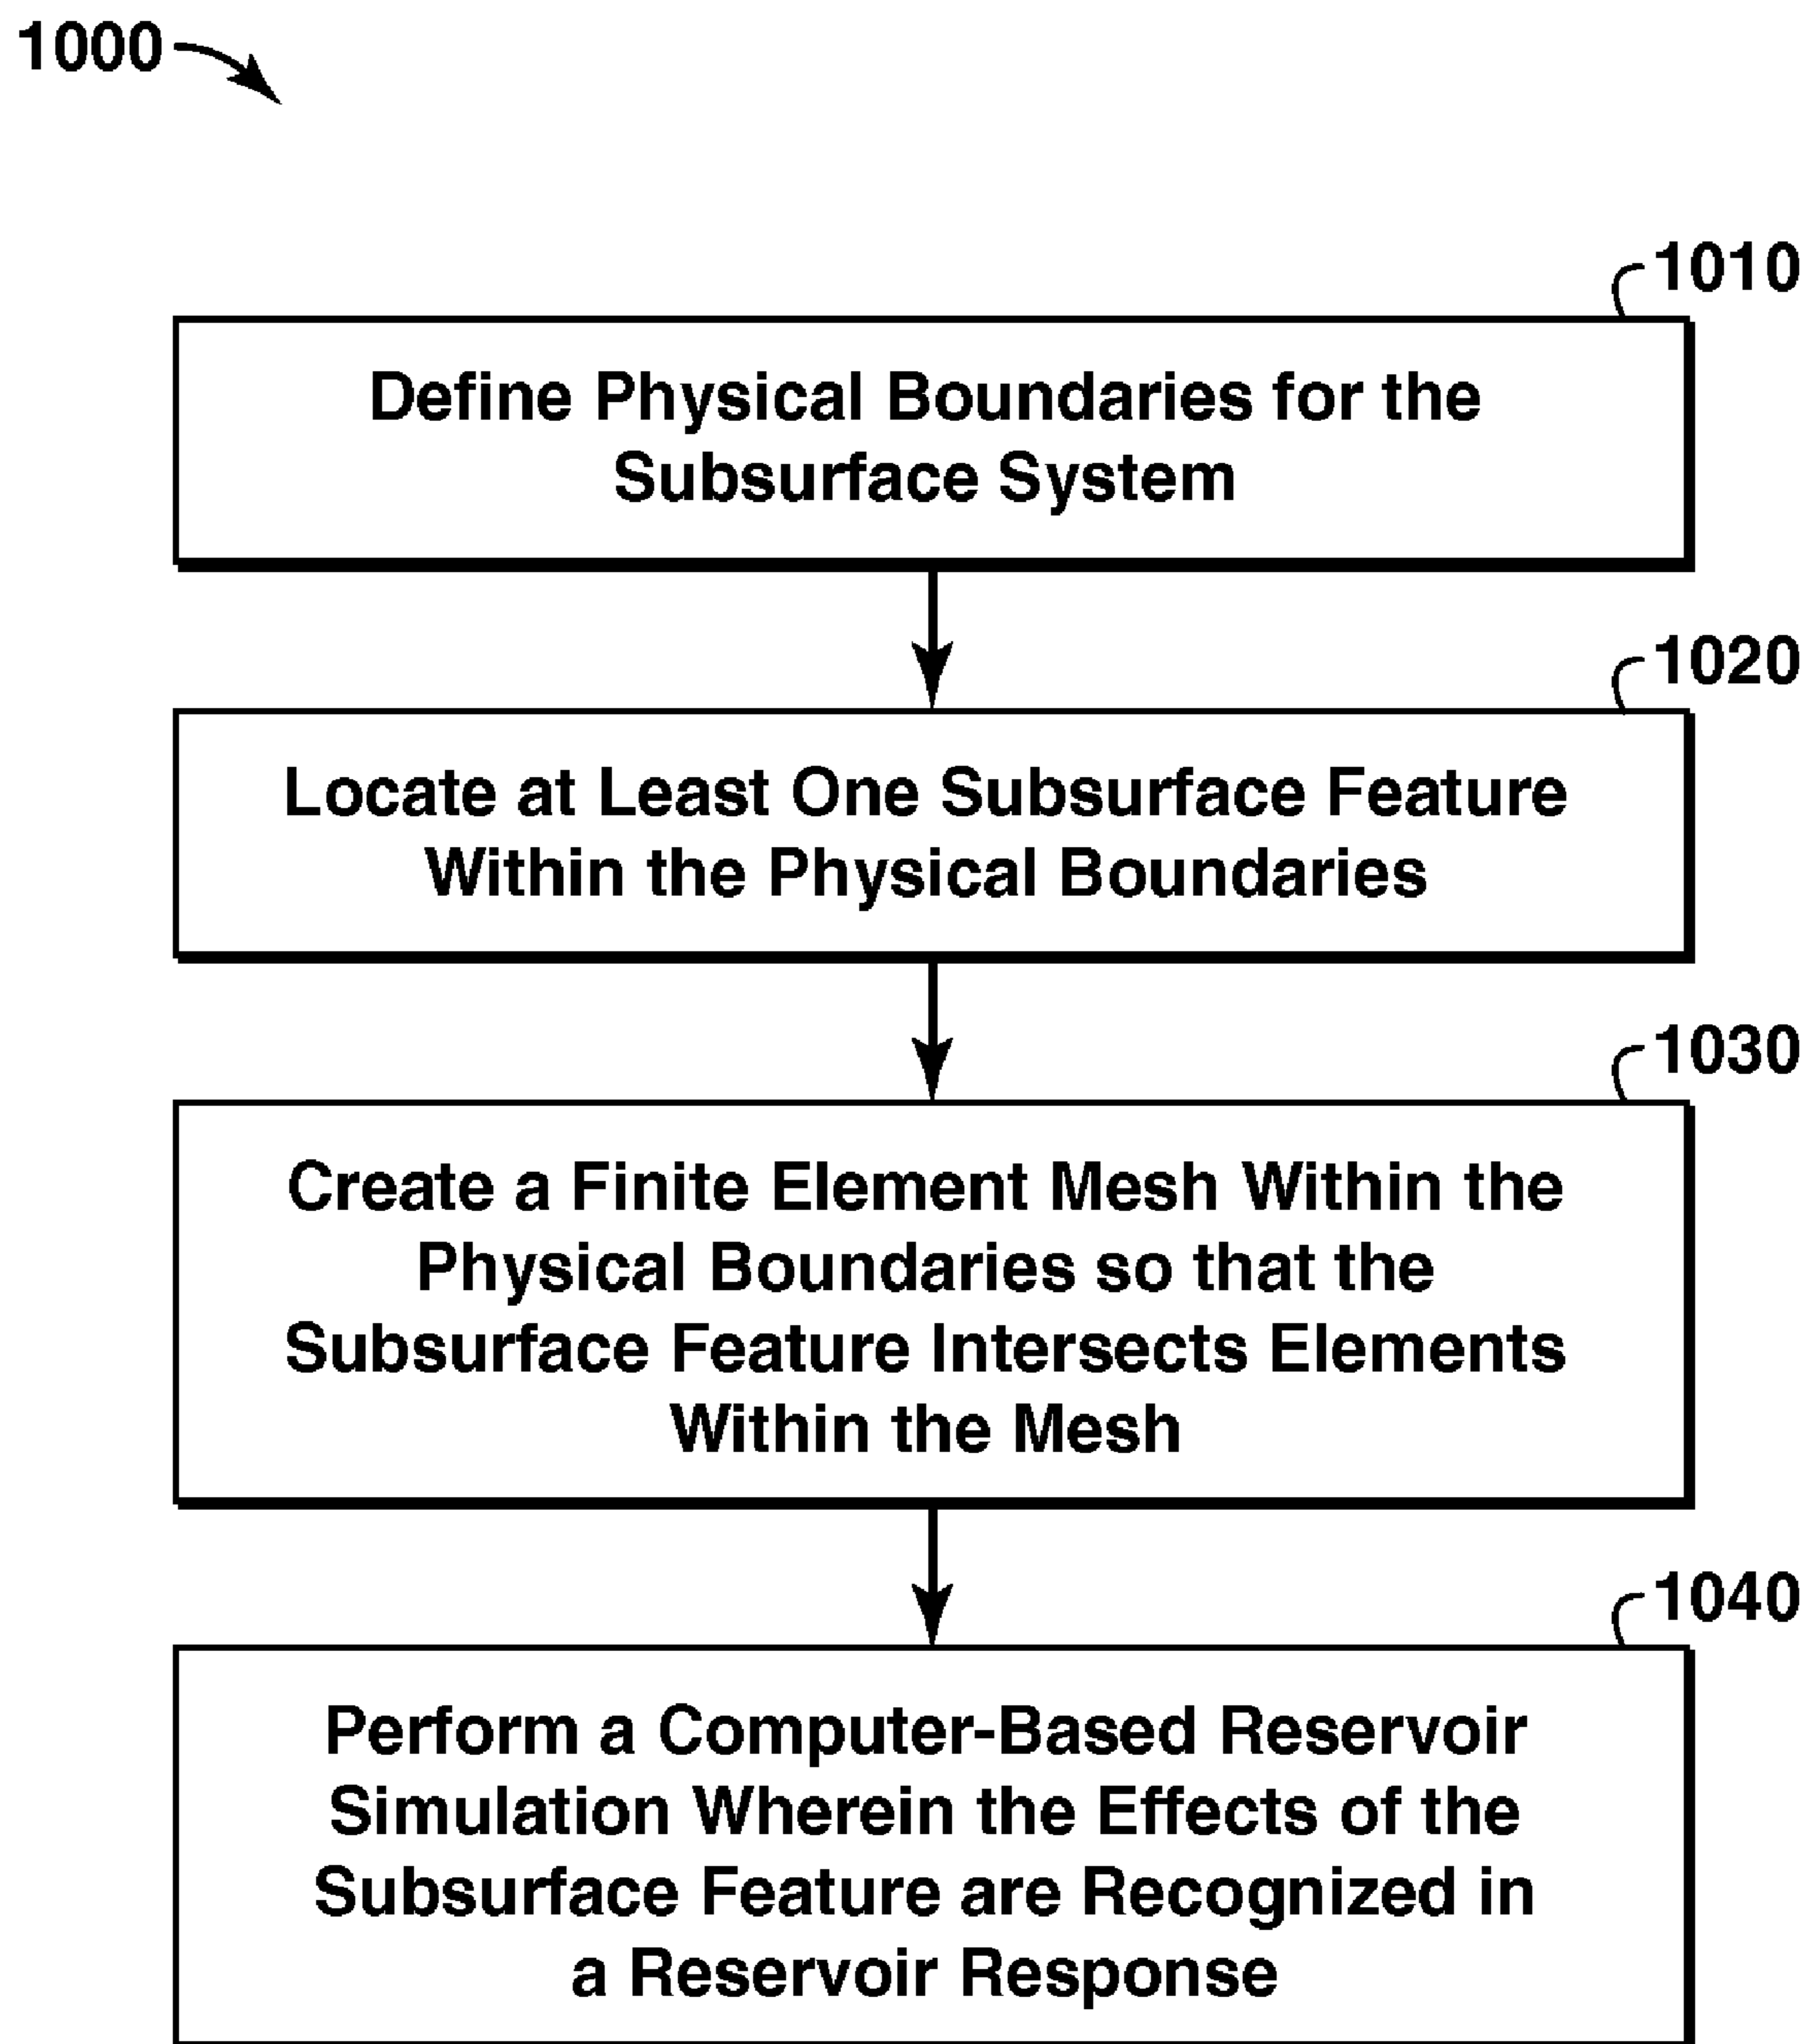 1000
1010
Define Physical Boundaries for the
Subsurface System
1020
Locate at Least One Subsurface Feature
Within the Physical Boundaries
1030
Create a Finite Element Mesh Within the
Physical Boundaries so that the
Subsurface Feature Intersects Elements
Within the Mesh
1040
Perform a Computer-Based Reservoir
Simulation Wherein the Effects of the
Subsurface Feature are Recognized in
a Reservoir Response